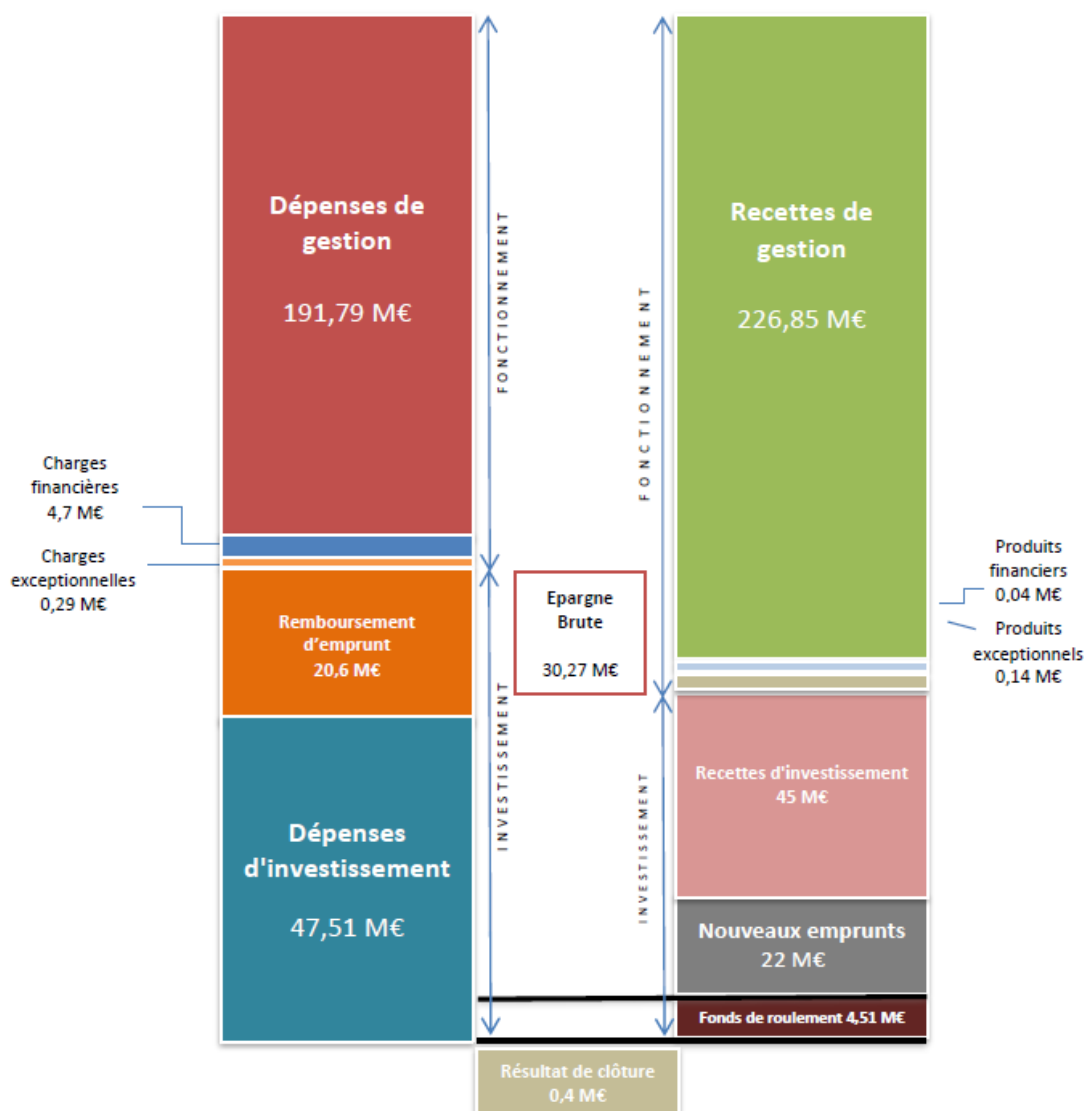 Dépenses de
gestion
191,79 M€
FONCTIONNEMENT
FONCTIONNEMENT
Recettes de
gestion
226,85 M€
Charges
financières
4,7 M€
Charges
exceptionnelles
0,29 M€
Produits
financiers
0,04 M€
Produits
exceptionnels
0,14 M€
Remboursement
d'emprunt
20,6 M€
Epargne
Brute
30,27 M€
INVESTISSEMENT
INVESTISSEMENT
Recettes d'investissement
45 M€
Dépenses
d'investissement
47,51 M€
Nouveaux emprunts
22 M€
Fonds de roulement 4,51 M€
Résultat de clôture
0,4 M€